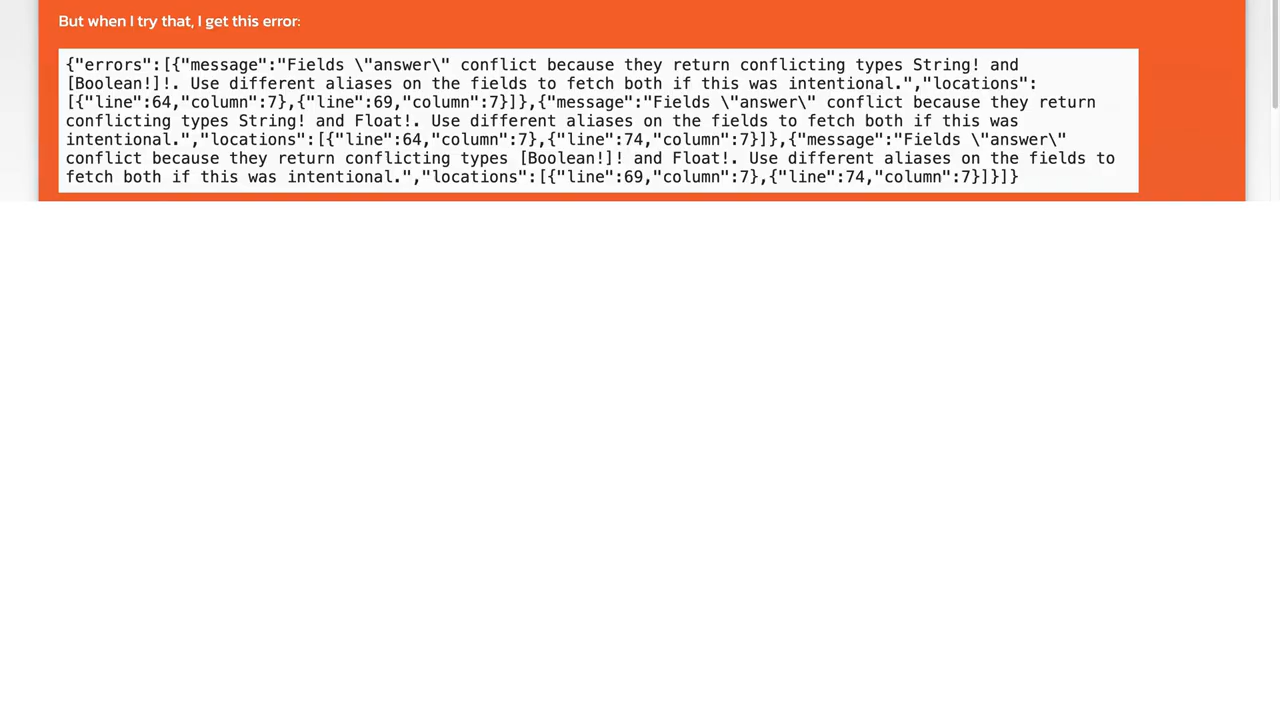 But when I try that, I get this error:
{"errors":[{"message":"Fields \"answer\" conflict because they return conflicting types String! and
[Boolean!]!. Use different aliases on the fields to fetch both if this was intentional.","locations":
[{"line":64,"column":7},{"line":69,"column":7}]},{"message":"Fields \"answer\" conflict because they return
conflicting types String! and Float!. Use different aliases on the fields to fetch both if this was
intentional.","locations":[{"line":64,"column":7},{"line":74,"column":7}]},{"message":"Fields \"answer\"
conflict because they return conflicting types [Boolean!]! and Float!. Use different aliases on the fields to
fetch both if this was intentional.","locations":[{"line":69,"column":7},{"line":74,"column":7}]}]}